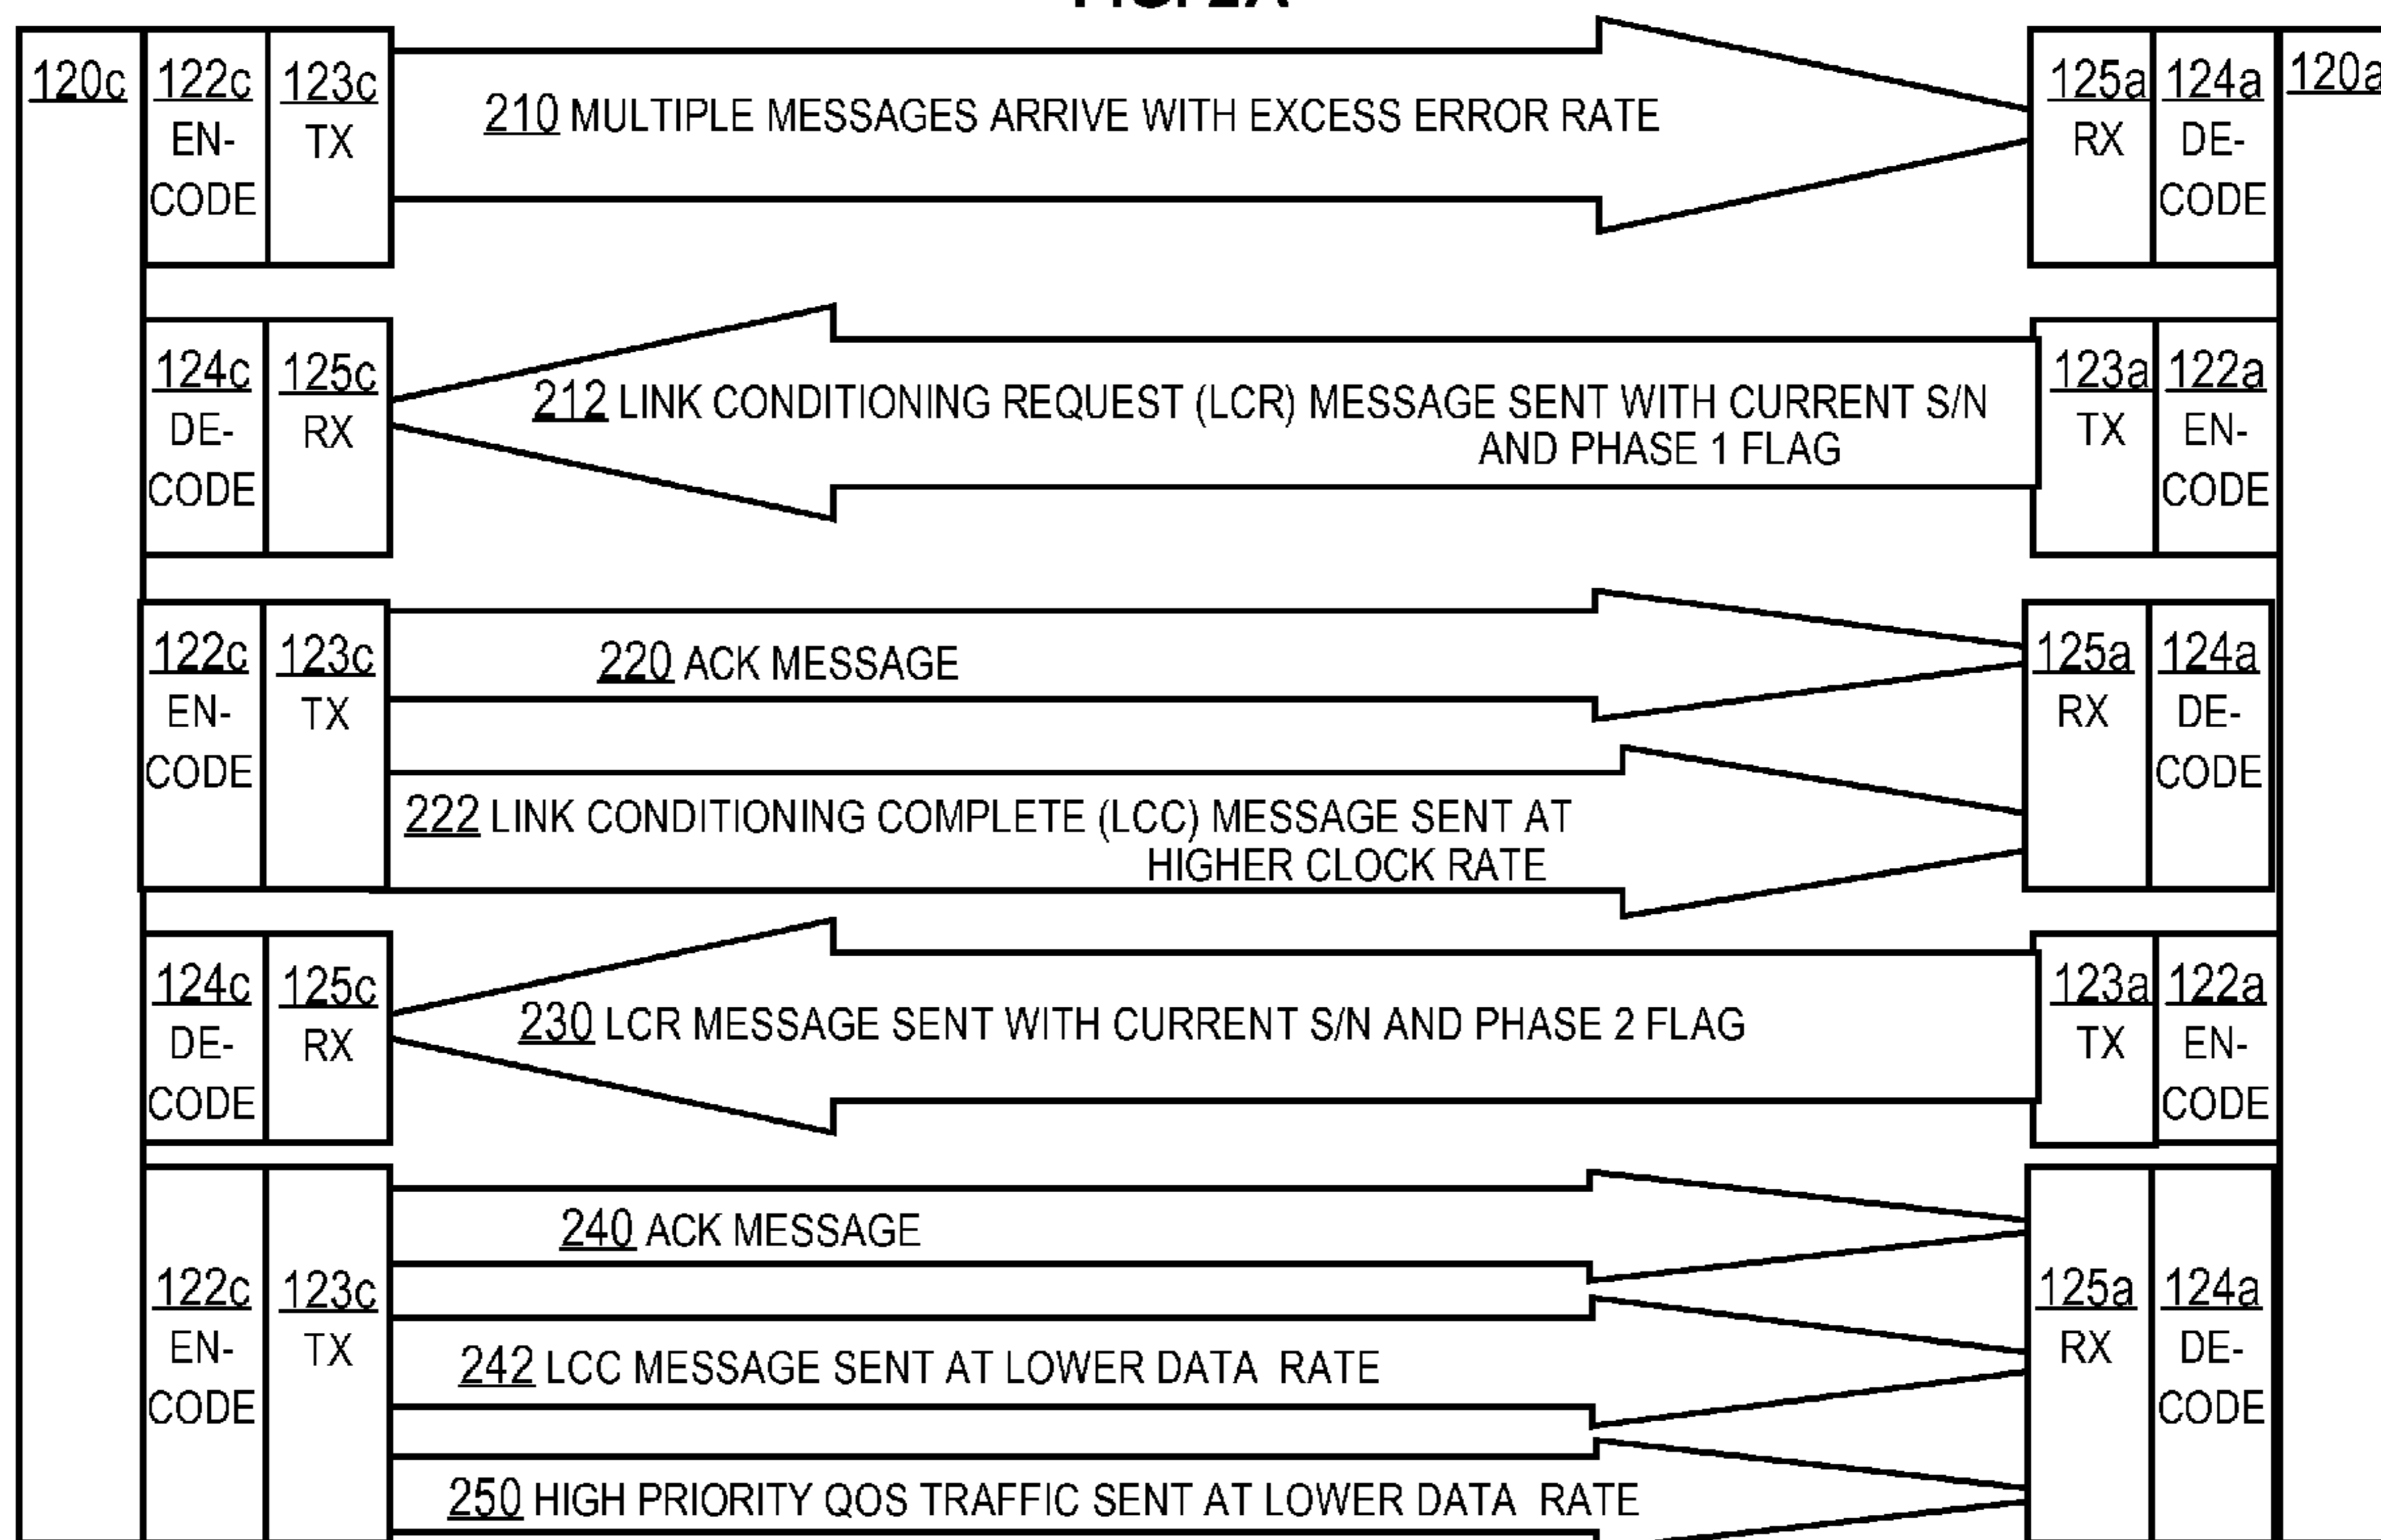 FIG. 2A
120c
122c
EN-
CODE
123c
TX
210 MULTIPLE MESSAGES ARRIVE WITH EXCESS ERROR RATE
125a
RX
124a
DE-
CODE
120a
124c
DE-
CODE
125c
RX
212 LINK CONDITIONING REQUEST (LCR) MESSAGE SENT WITH CURRENT S/N
AND PHASE 1 FLAG
123a
TX
122a
EN-
CODE
122c
EN-
CODE
123c
TX
220 ACK MESSAGE
222 LINK CONDITIONING COMPLETE (LCC) MESSAGE SENT AT
HIGHER CLOCK RATE
125a
RX
124a
DE-
CODE
124c
DE-
CODE
125c
RX
230 LCR MESSAGE SENT WITH CURRENT S/N AND PHASE 2 FLAG
123a
TX
122a
EN-
CODE
122c
EN-
CODE
123c
TX
240 ACK MESSAGE
242 LCC MESSAGE SENT AT LOWER DATA RATE
250 HIGH PRIORITY QOS TRAFFIC SENT AT LOWER DATA RATE
125a
RX
124a
DE-
CODE